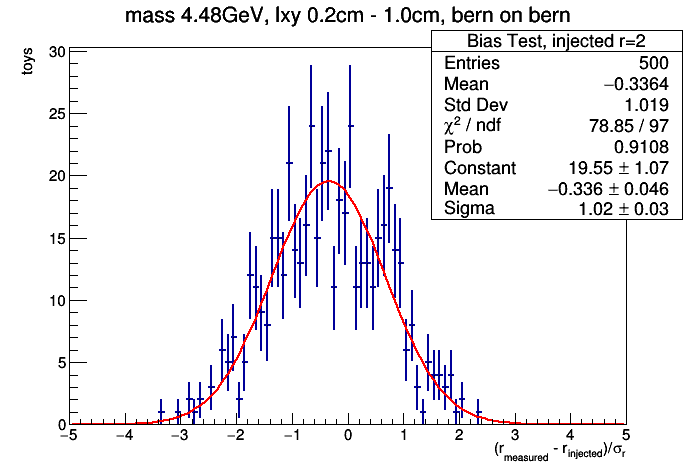 mass 4.48GeV, lxy 0.2cm - 1.0cm, bern on bern
Bias Test, injected r=2
Entries 500
Mean −0.3364
Std Dev 1.019
χ² / ndf 78.85 / 97
Prob 0.9108
Constant 19.55 ± 1.07
Mean −0.336 ± 0.046
Sigma 1.02 ± 0.03
toys
30
25
20
15
10
5
0
−5 −4 −3 −2 −1 0 1 2 3 4 5
(r_measured - r_injected)/σ_r